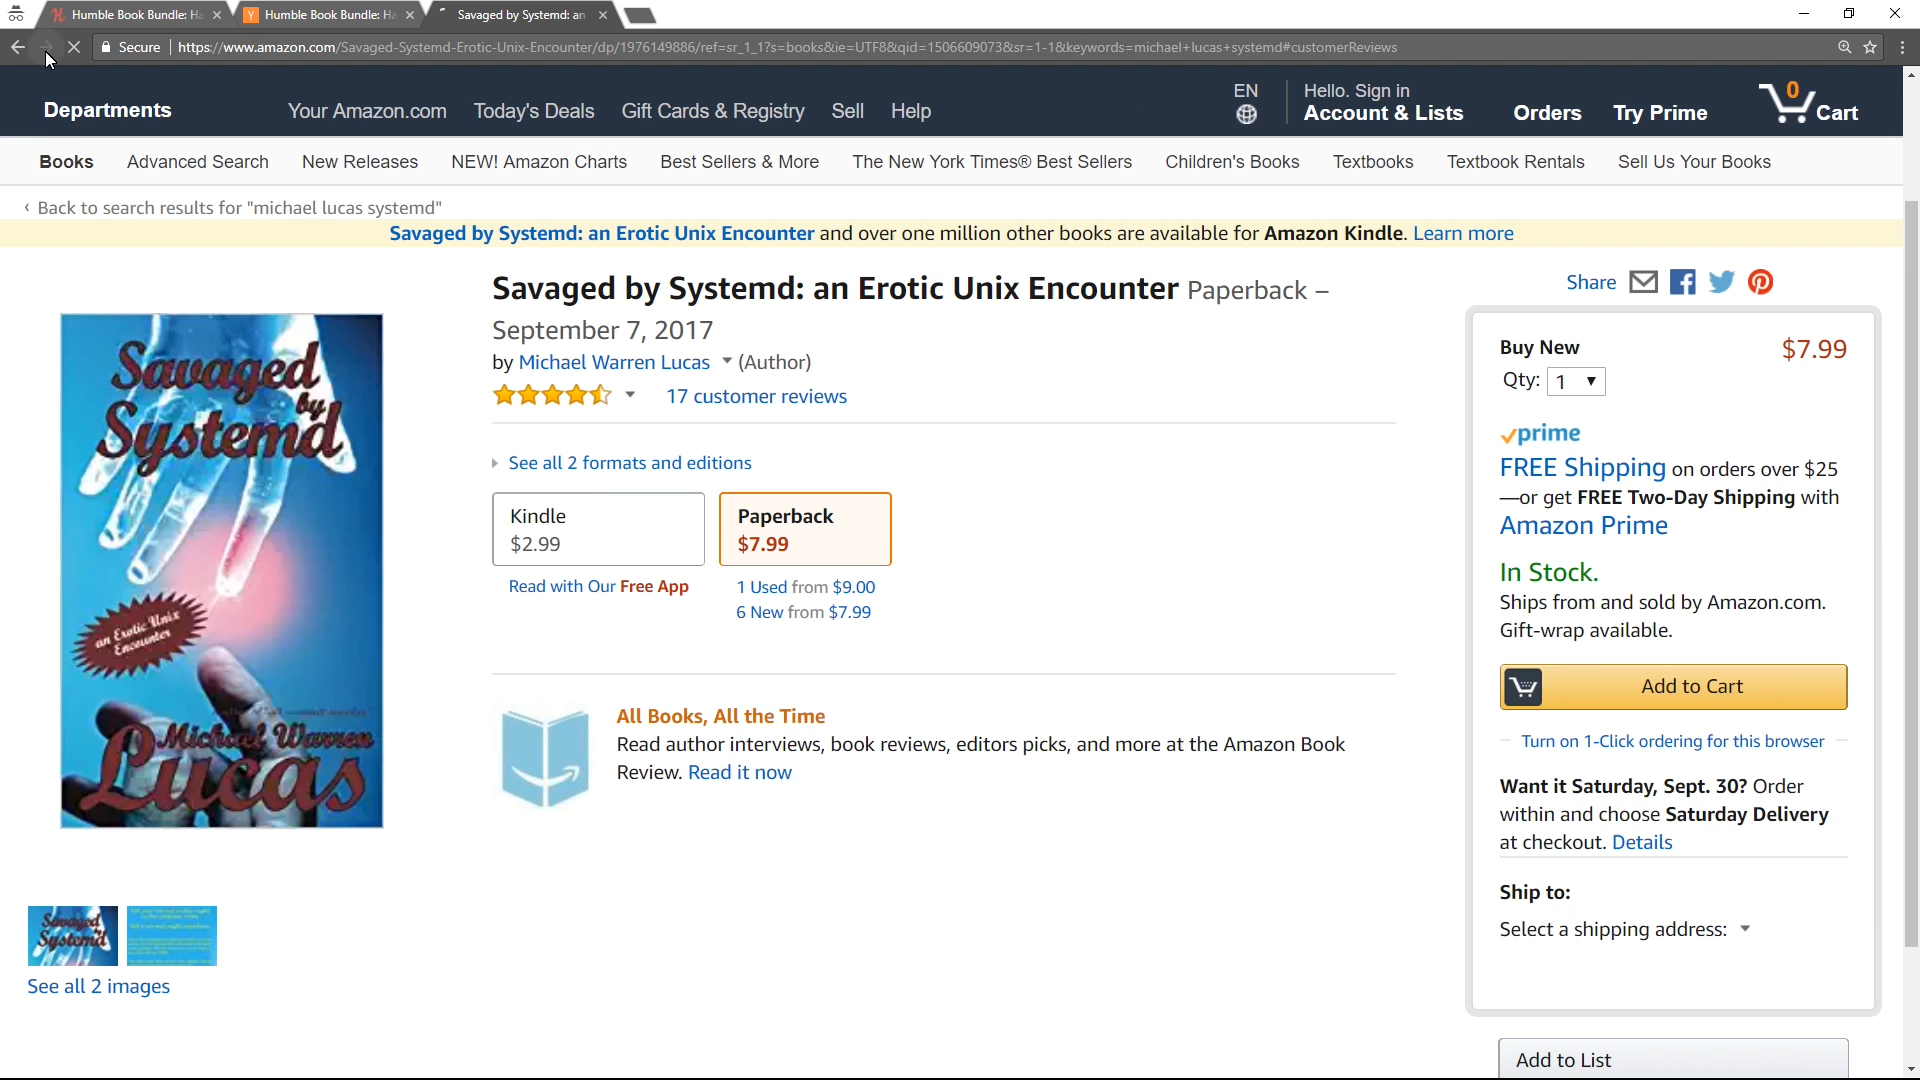 Humble Book Bundle: Ha
Humble Book Bundle: Ha
Savaged by Systemd: an
Secure
https://www.amazon.com/Savaged-Systemd-Erotic-Unix-Encounter/dp/1976149886/ref=sr_1_1?s=books&ie=UTF8&qid=1506609073&sr=1-1&keywords=michael+lucas+systemd#customerReviews
Departments
Your Amazon.com Today's Deals Gift Cards & Registry Sell Help
EN
Hello. Sign in
Account & Lists
Orders Try Prime
0
Cart
Books Advanced Search New Releases NEW! Amazon Charts Best Sellers & More The New York Times® Best Sellers Children's Books Textbooks Textbook Rentals Sell Us Your Books
‹ Back to search results for "michael lucas systemd"
Savaged by Systemd: an Erotic Unix Encounter and over one million other books are available for Amazon Kindle. Learn more
Savaged
by
Systemd
an Erotic Unix
Encounter
Michael Warren
Lucas
Savaged
Systemd
See all 2 images
Savaged by Systemd: an Erotic Unix Encounter Paperback –
September 7, 2017
by Michael Warren Lucas (Author)
17 customer reviews
See all 2 formats and editions
Kindle
$2.99
Paperback
$7.99
Read with Our Free App
1 Used from $9.00
6 New from $7.99
All Books, All the Time
Read author interviews, book reviews, editors picks, and more at the Amazon Book
Review. Read it now
Share
Buy New $7.99
Qty: 1
prime
FREE Shipping on orders over $25
—or get FREE Two-Day Shipping with
Amazon Prime
In Stock.
Ships from and sold by Amazon.com.
Gift-wrap available.
Add to Cart
Turn on 1-Click ordering for this browser
Want it Saturday, Sept. 30? Order
within and choose Saturday Delivery
at checkout. Details
Ship to:
Select a shipping address:
Add to List